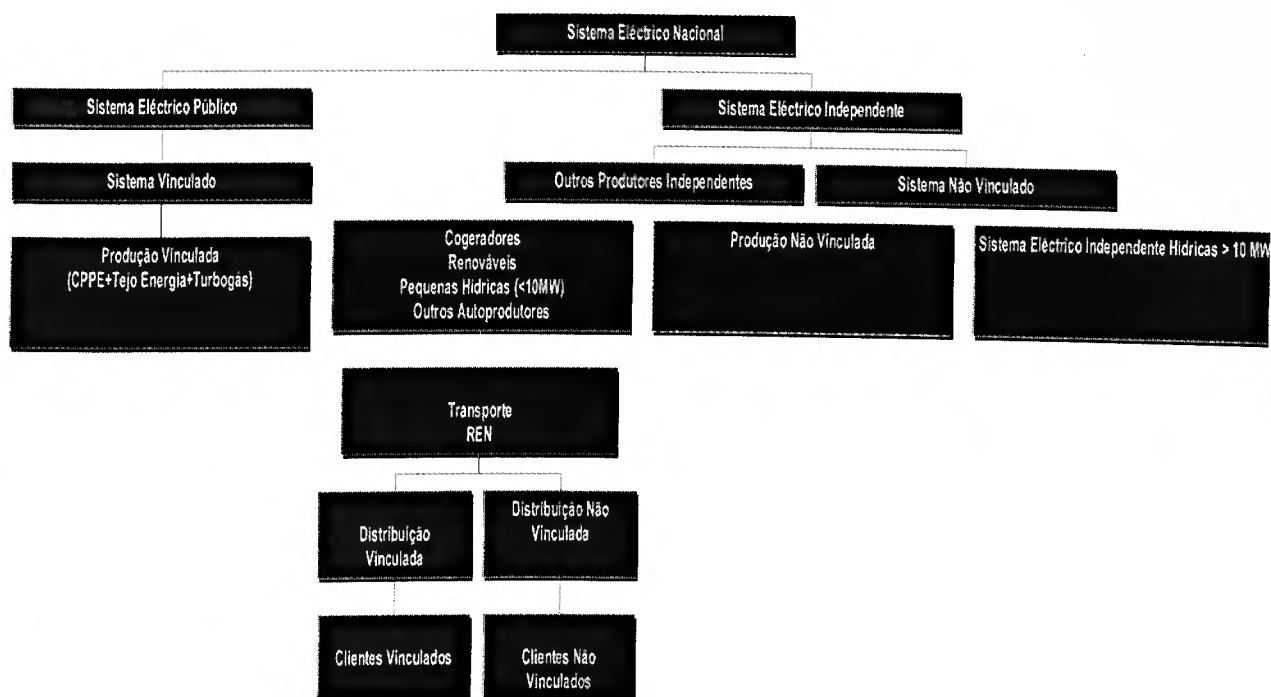 Sistema Eléctrico Nacional
Sistema Eléctrico Público
Sistema Eléctrico Independente
Sistema Vinculado
Outros Produtores Independentes
Sistema Não Vinculado
Produção Vinculada
(CPPE+Tejo Energia+Turbogás)
Cogeradores
Renováveis
Pequenas Hídricas (<10MW)
Outros Autoprodutores
Produção Não Vinculada
Sistema Eléctrico Independente Hídricas > 10 MW
Transporte
REN
Distribuição
Vinculada
Distribuição Não
Vinculada
Clientes Vinculados
Clientes Não
Vinculados